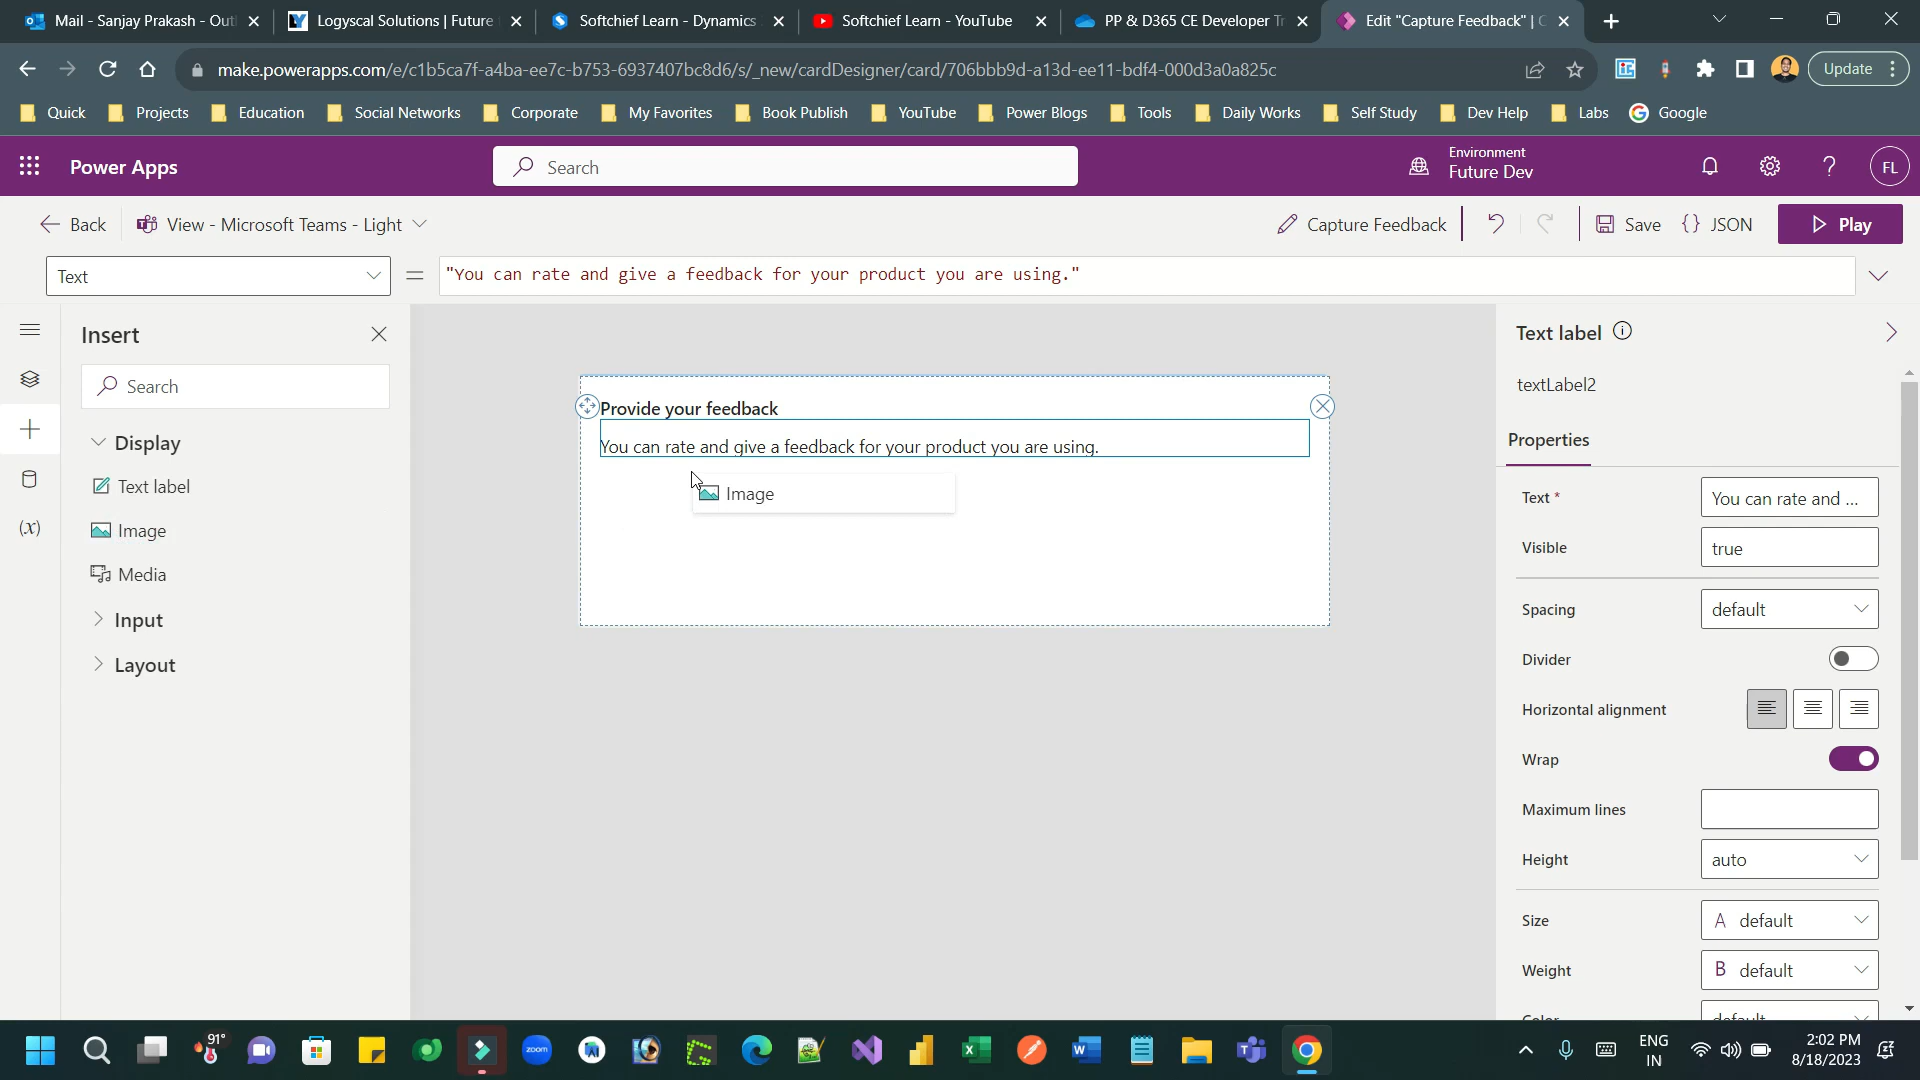 Mail - Sanjay Prakash - Out
Logyscal Solutions | Future
Softchief Learn - Dynamics
Softchief Learn - YouTube
PP & D365 CE Developer Tr
Edit "Capture Feedback" | C
make.powerapps.com/e/c1b5ca7f-a4ba-ee7c-b753-6937407bc8d6/s/_new/cardDesigner/card/706bbb9d-a13d-ee11-bdf4-000d3a0a825c
Update
Quick
Projects
Education
Social Networks
Corporate
My Favorites
Book Publish
YouTube
Power Blogs
Tools
Daily Works
Self Study
Dev Help
Labs
Google
Power Apps
Search
Environment
Future Dev
FL
Back
View - Microsoft Teams - Light
Capture Feedback
Save
{} JSON
Play
Text
=
"You can rate and give a feedback for your product you are using."
Insert
Search
Display
Text label
Image
Media
Input
Layout
(x)
Provide your feedback
You can rate and give a feedback for your product you are using.
Image
Text label
textLabel2
Properties
Text *
You can rate and ...
Visible
true
Spacing
default
Divider
Horizontal alignment
Wrap
Maximum lines
Height
auto
Size
A default
Weight
B default
Color
default
91°
zoom
ENG
IN
2:02 PM
8/18/2023